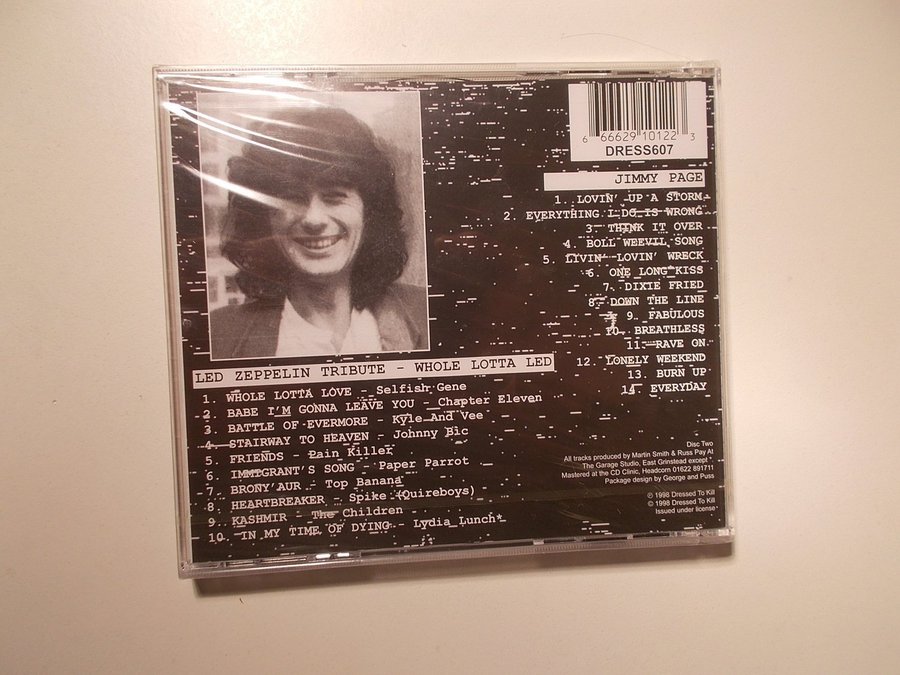 6 66629 10122 3
DRESS607
JIMMY PAGE
1. LOVIN' UP A STORM
2. EVERYTHING I DO IS WRONG
3 THINK IT OVER
4. BOLL WEEVIL SONG
5. LIVIN' LOVIN' WRECK
6. ONE LONG KISS
7. DIXIE FRIED
8. DOWN THE LINE
9. FABULOUS
10. BREATHLESS
11. RAVE ON
12. LONELY WEEKEND
13. BURN UP
14. EVERYDAY
LED ZEPPELIN TRIBUTE - WHOLE LOTTA LED
1. WHOLE LOTTA LOVE - Selfish Gene
2. BABE I'M GONNA LEAVE YOU - Chapter Eleven
3. BATTLE OF EVERMORE - Kyle And Vee
4. STAIRWAY TO HEAVEN - Johnny Bic
5. FRIENDS - Pain Killer
6. IMMTGRANT'S SONG - Paper Parrot
7. BRONY'AUR - Top Banana
8. HEARTBREAKER - Spike (Quireboys)
9. KASHMIR - The Children
10. IN MY TIME OF DYING - Lydia Lunch*
Disc Two
All tracks produced by Martin Smith & Russ Pay At
The Garage Studio, East Grinstead except *
Mastered at the CD Clinic, Headcorn 01622 891711
Package design by George and Puss
℗ 1998 Dressed To Kill
© 1998 Dressed To Kill
Issued under license